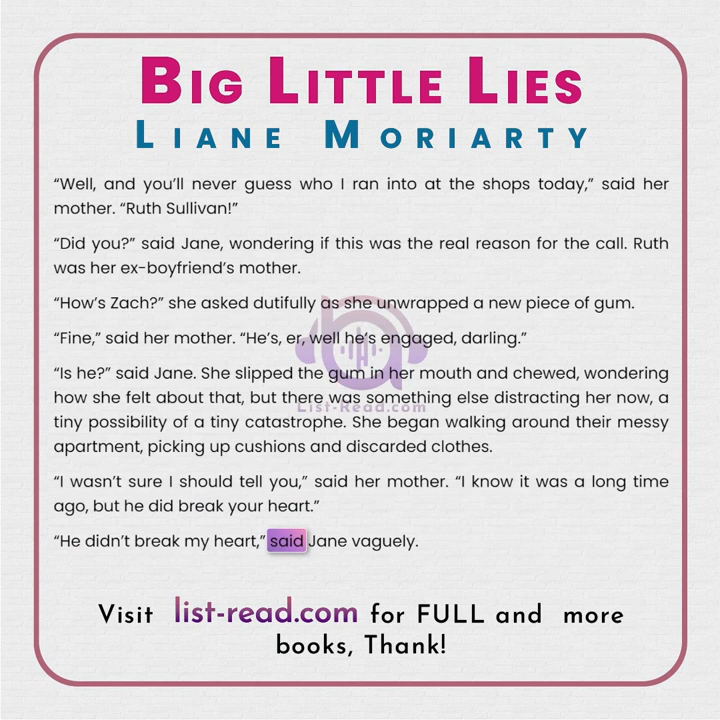 BIG LITTLE LIES
LIANE MORIARTY
“Well, and you’ll never guess who I ran into at the shops today,” said her
mother. “Ruth Sullivan!”
“Did you?” said Jane, wondering if this was the real reason for the call. Ruth
was her ex-boyfriend’s mother.
“How’s Zach?” she asked dutifully as she unwrapped a new piece of gum.
“Fine,” said her mother. “He’s, er, well he’s engaged, darling.”
“Is he?” said Jane. She slipped the gum in her mouth and chewed, wondering
how she felt about that, but there was something else distracting her now, a
List-Read.com
tiny possibility of a tiny catastrophe. She began walking around their messy
apartment, picking up cushions and discarded clothes.
“I wasn’t sure I should tell you,” said her mother. “I know it was a long time
ago, but he did break your heart.”
“He didn’t break my heart,” said Jane vaguely.
Visit list-read.com for FULL and more
books, Thank!